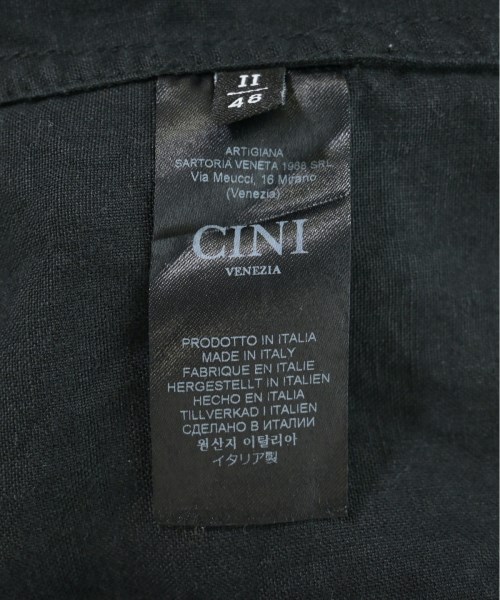 II
48
ARTIGIANA
SARTORIA VENETA 1968 SRL
Via Meucci, 16 Mirano
(Venezia)
CINI
VENEZIA
PRODOTTO IN ITALIA
MADE IN ITALY
FABRIQUE EN ITALIE
HERGESTELLT IN ITALIEN
HECHO EN ITALIA
TILLVERKAD I ITALIEN
СДЕЛАНО В ИТАЛИИ
원산지 이탈리아
イタリア製